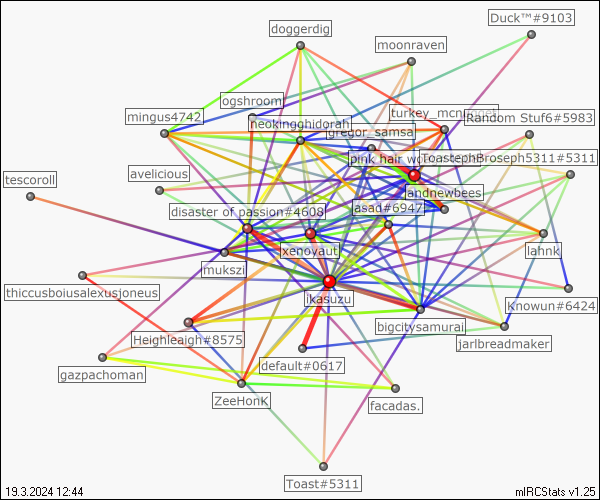 Duck™#9103
doggerdig
moonraven
ogshroom
mingus4742
turkey_mcnugget
neokingghidorah
Random Stuf6#5983
gregor_samsa
pink hair wo
ToastephBroseph5311#5311
avelicious
tescoroll
landnewbees
disaster of passion#4608
asad#6947
xenoyaut
lahnk
mukszi
thiccusboiusalexusjoneus
ikasuzu
Knowun#6424
bigcitysamurai
Heighleaigh#8575
jarlbreadmaker
default#0617
gazpachoman
ZeeHonK
facadas.
Toast#5311
19.3.2024 12:44
mIRCStats v1.25